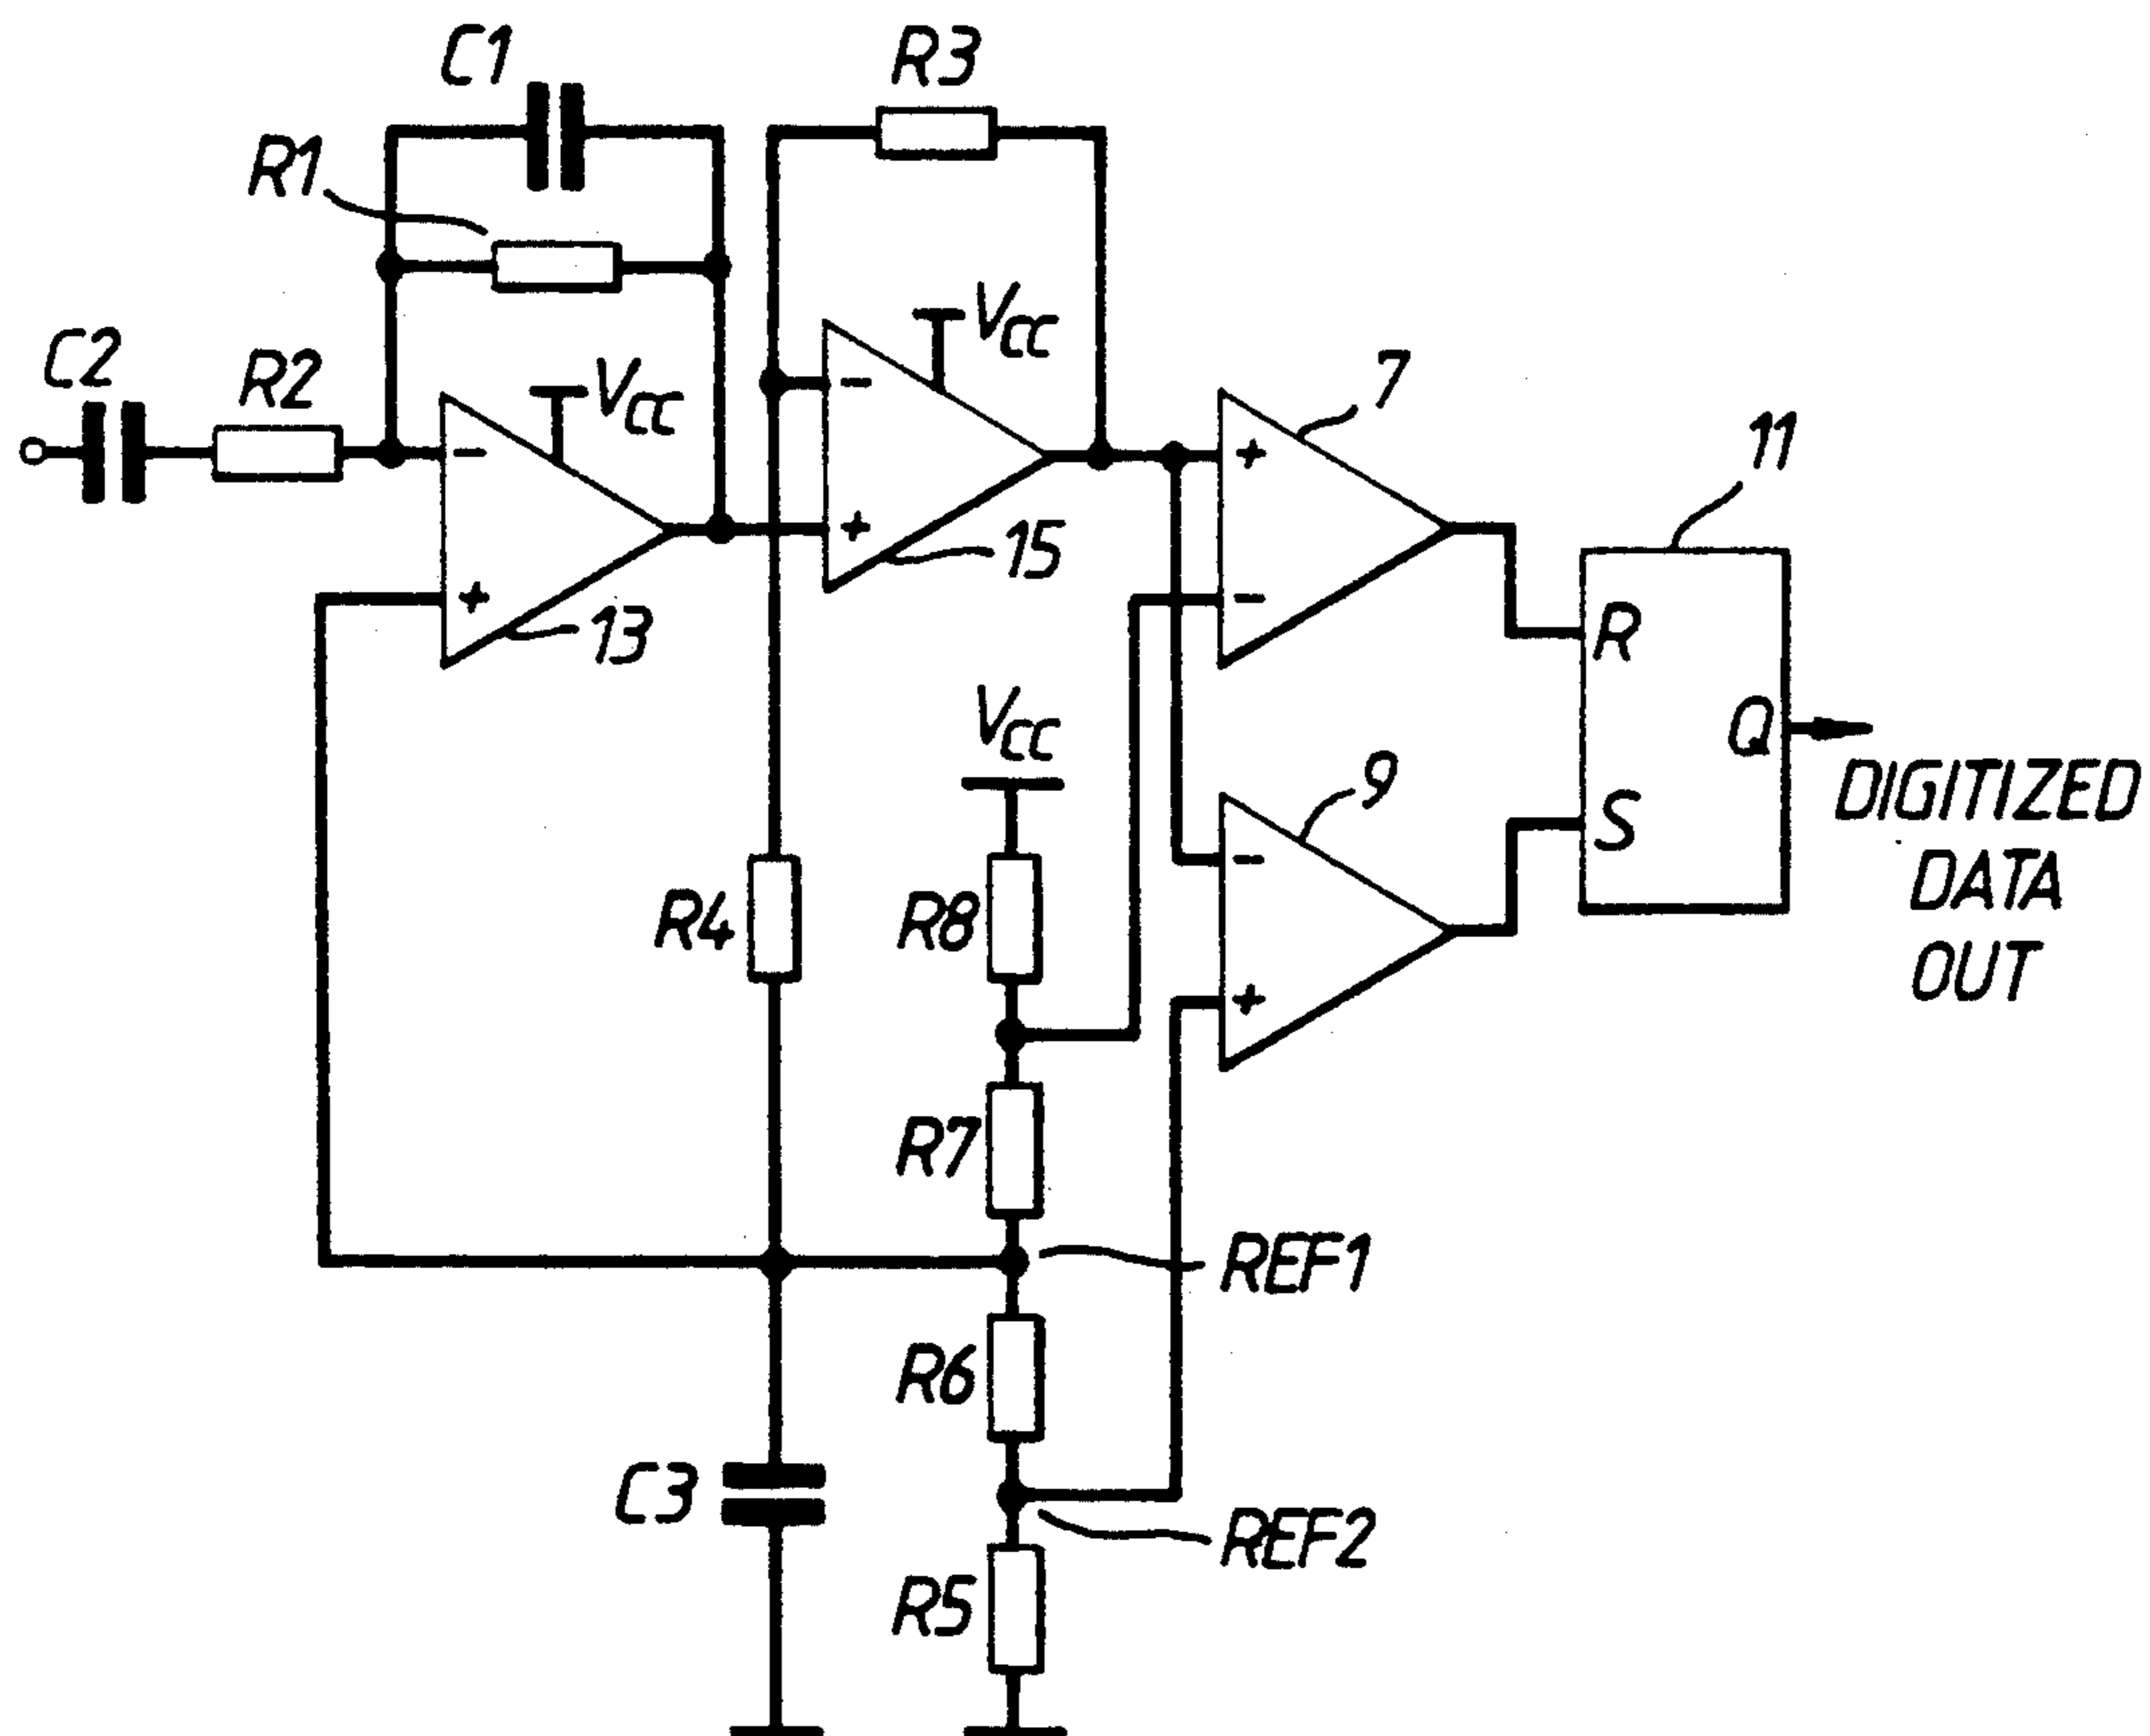 C1
R3
R1
VCC
C2
R2
VCC
7
11
-
-
+
+
15
+
13
-
R
VCC
Q
9
DIGITIZED
DATA
OUT
S
-
R4
R8
+
R7
REF1
R6
C3
REF2
R5